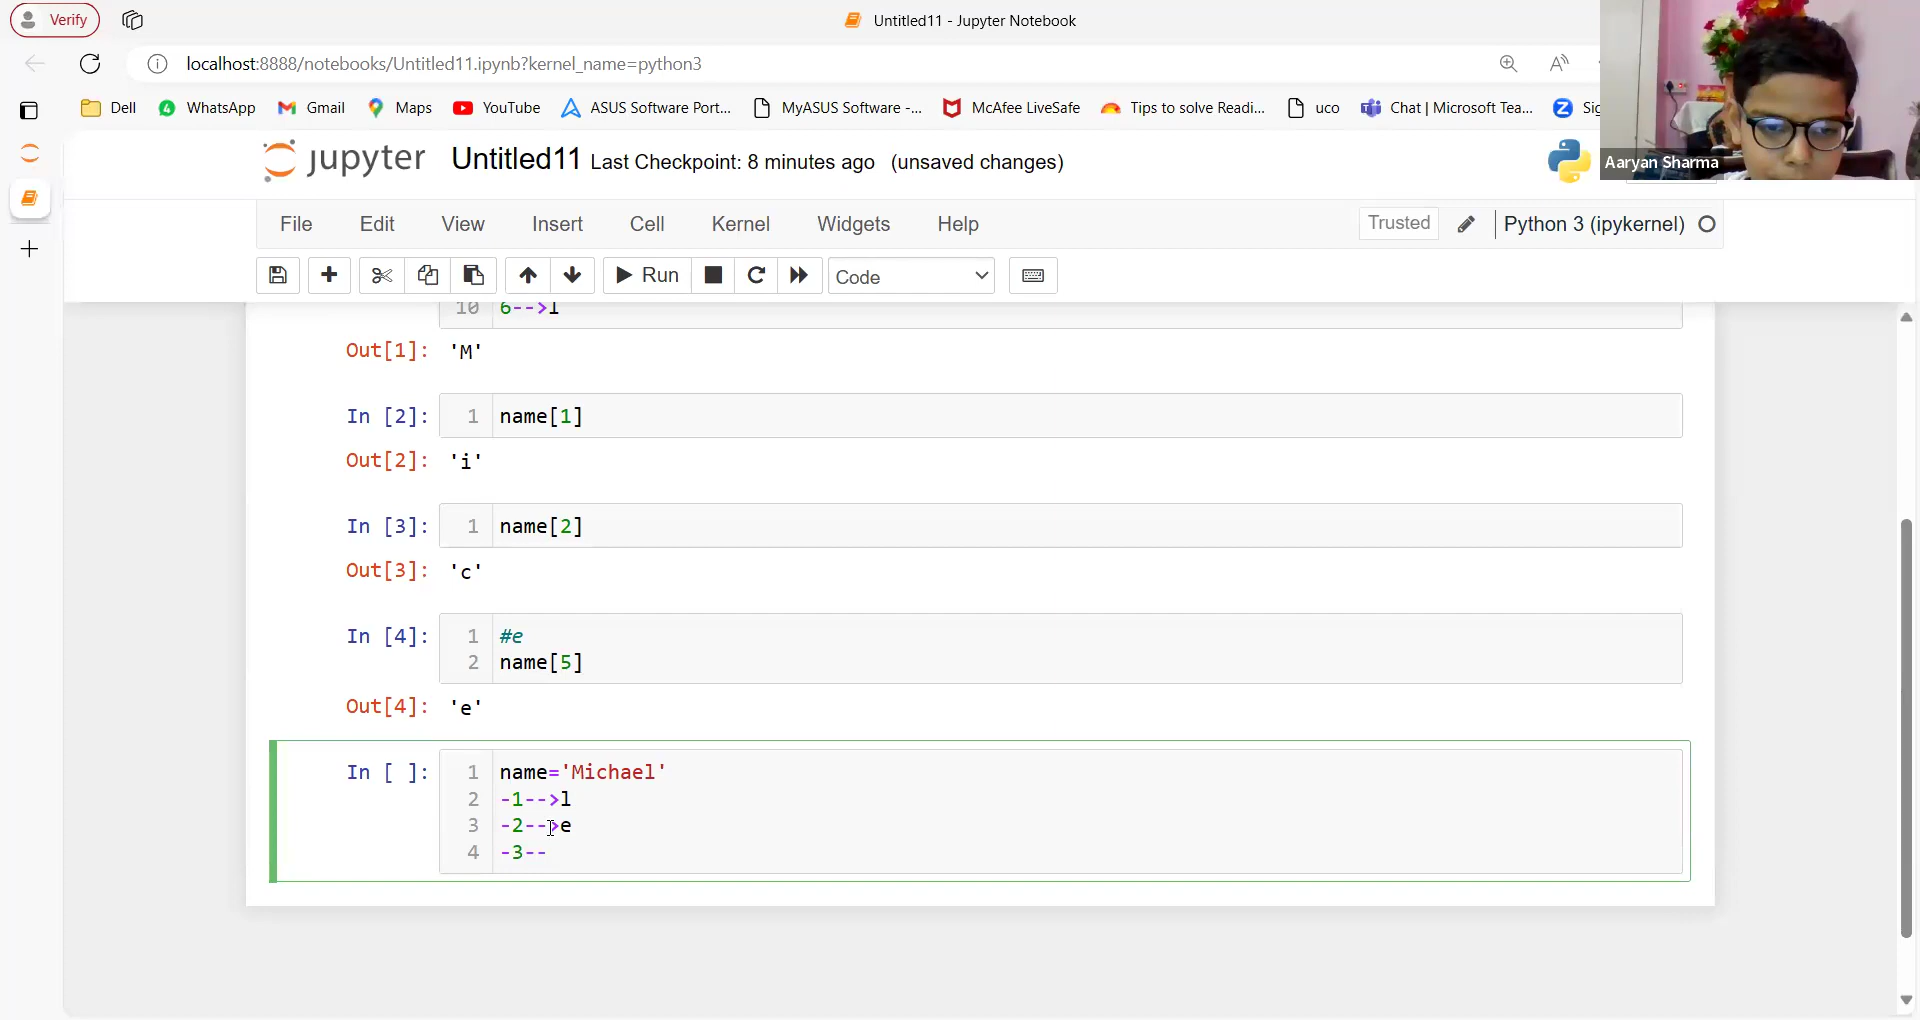 Verify
Untitled11 - Jupyter Notebook
localhost:8888/notebooks/Untitled11.ipynb?kernel_name=python3
Dell WhatsApp Gmail Maps YouTube ASUS Software Port... MyASUS Software -... McAfee LiveSafe Tips to solve Readi... uco Chat | Microsoft Tea... Sig
Aaryan Sharma
jupyter Untitled11 Last Checkpoint: 8 minutes ago (unsaved changes)
File Edit View Insert Cell Kernel Widgets Help Trusted Python 3 (ipykernel)
Run Code
10 6-->l
Out[1]: 'M'
In [2]: 1 name[1]
Out[2]: 'i'
In [3]: 1 name[2]
Out[3]: 'c'
In [4]: 1 #e
2 name[5]
Out[4]: 'e'
In [ ]: 1 name='Michael'
2 -1-->l
3 -2-->e
4 -3--